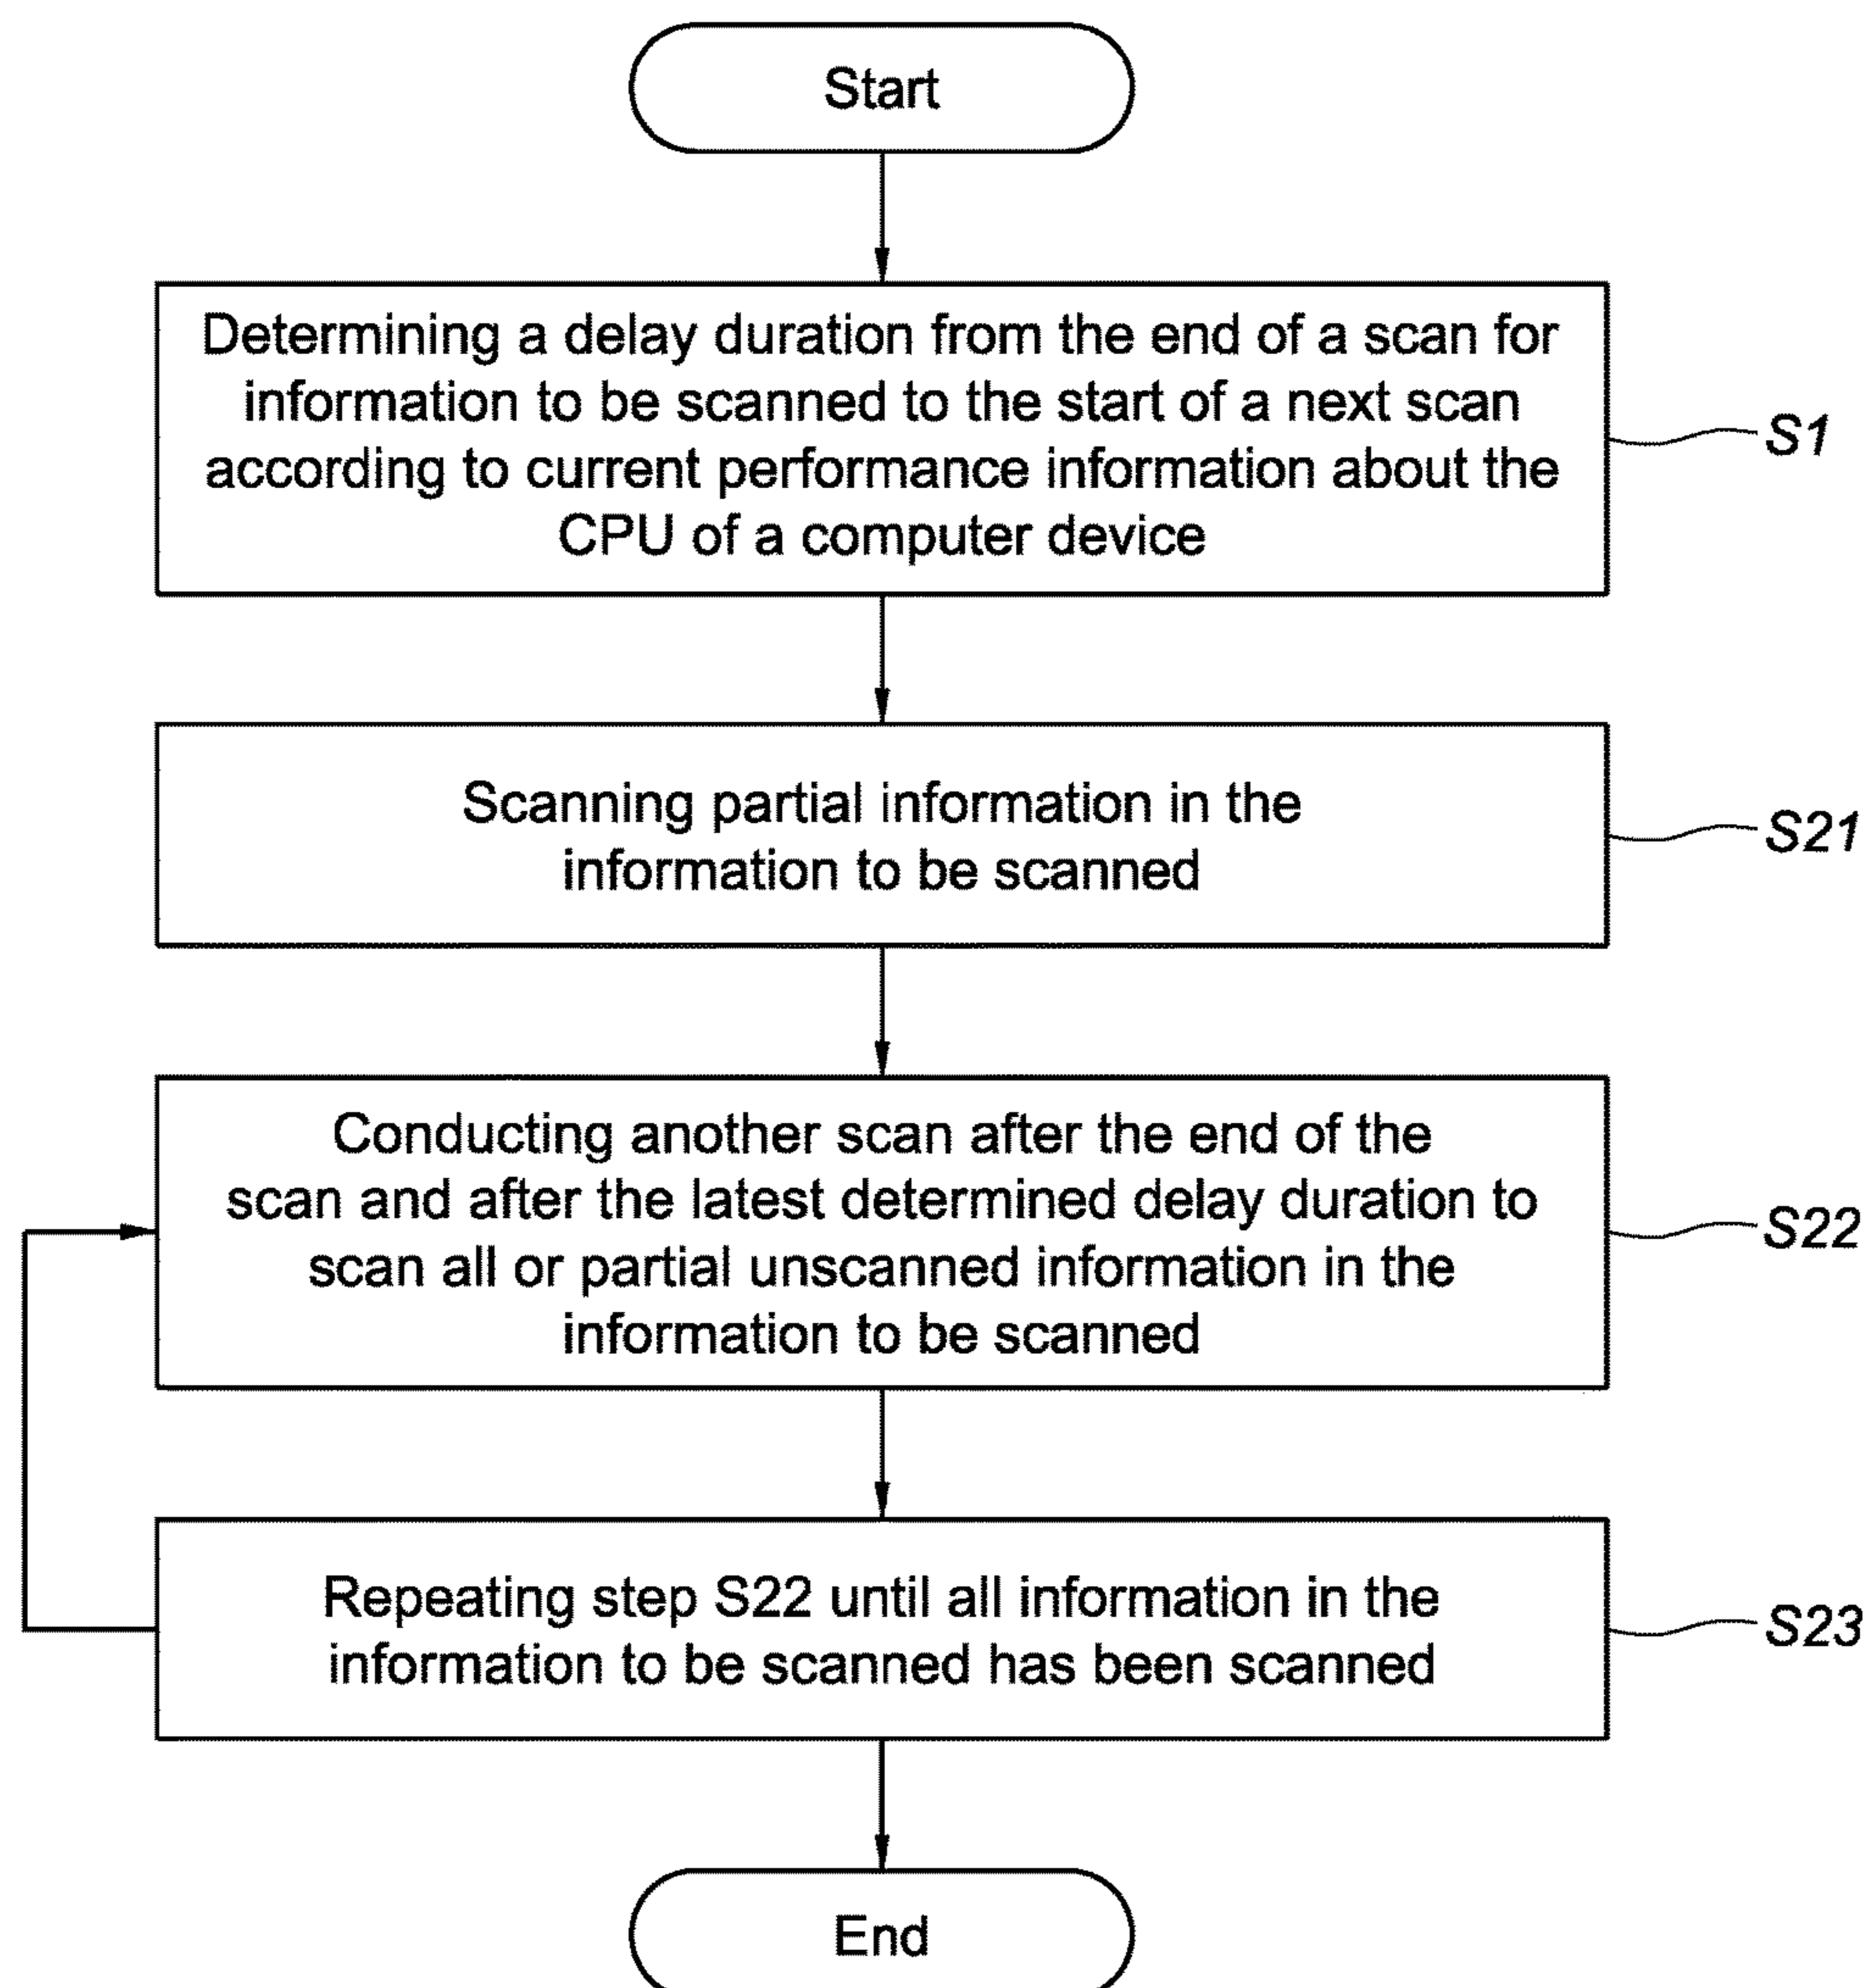 Start
Determining a delay duration from the end of a scan for
information to be scanned to the start of a next scan
according to current performance information about the
CPU of a computer device
S1
Scanning partial information in the
information to be scanned
S21
Conducting another scan after the end of the
scan and after the latest determined delay duration to
scan all or partial unscanned information in the
information to be scanned
S22
Repeating step S22 until all information in the
information to be scanned has been scanned
S23
End